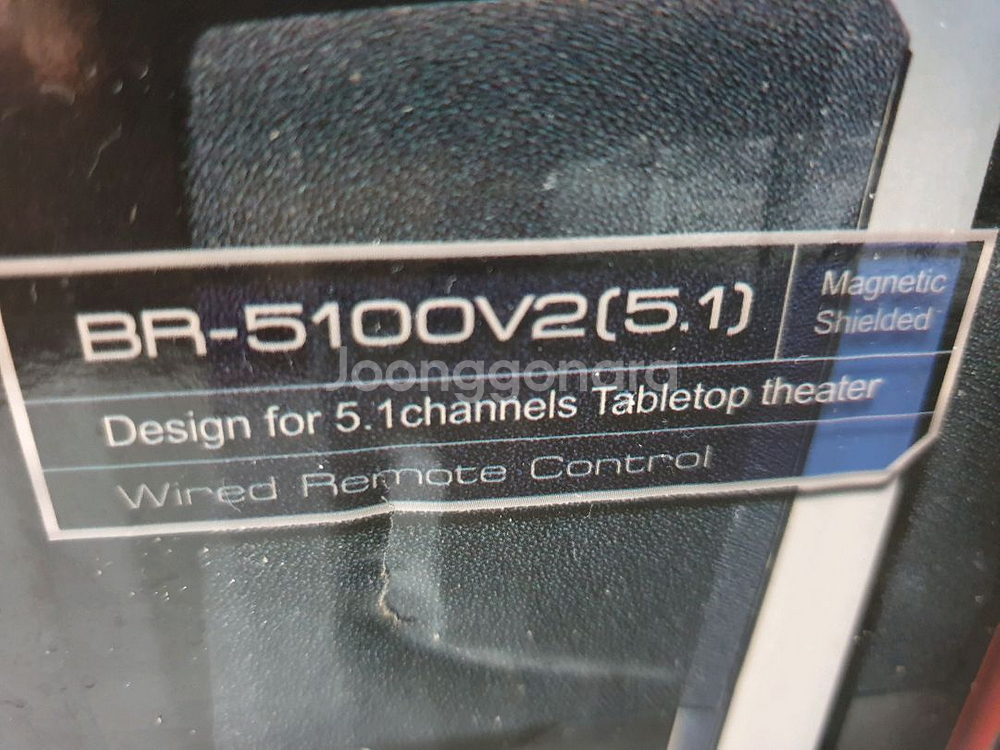 BR-5100V2(5.1)
Magnetic
Shielded
Joonggonara
Design for 5.1channels Tabletop theater
Wired Remote Control